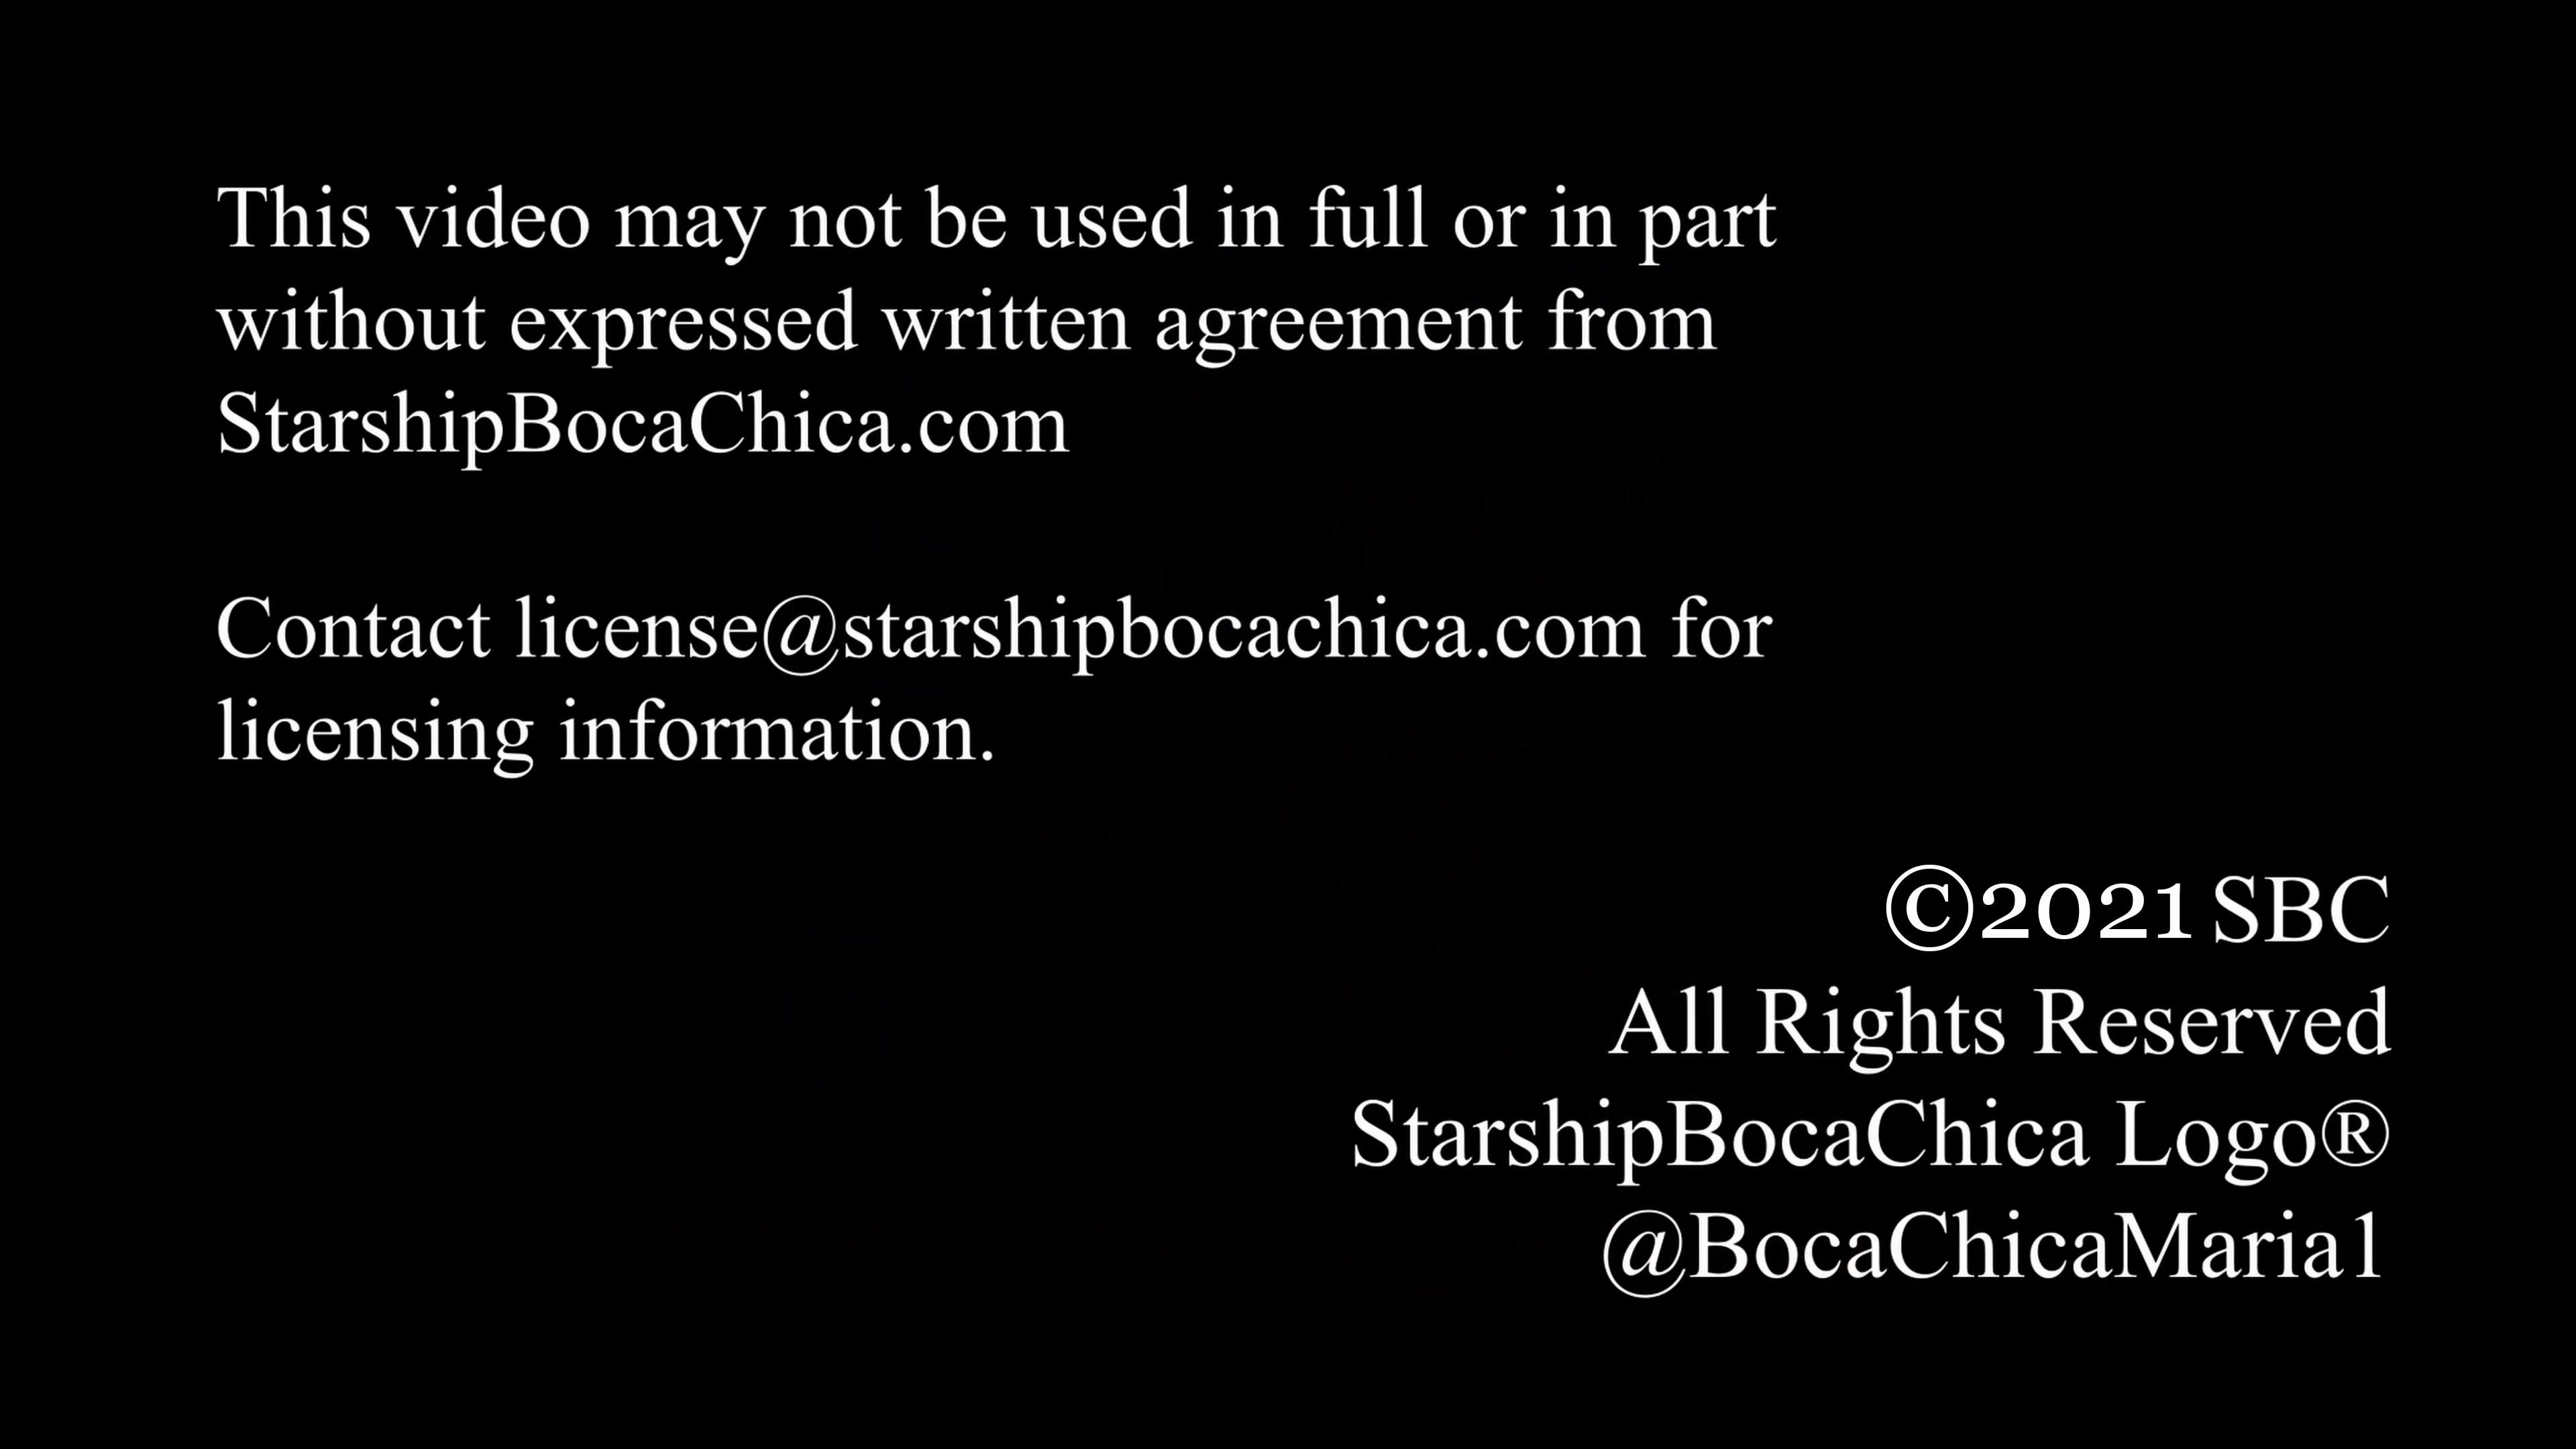 This video may not be used in full or in part
without expressed written agreement from
StarshipBocaChica.com
Contact license@starshipbocachica.com for
licensing information.
©2021 SBC
All Rights Reserved
StarshipBocaChica Logo®
@BocaChicaMaria1